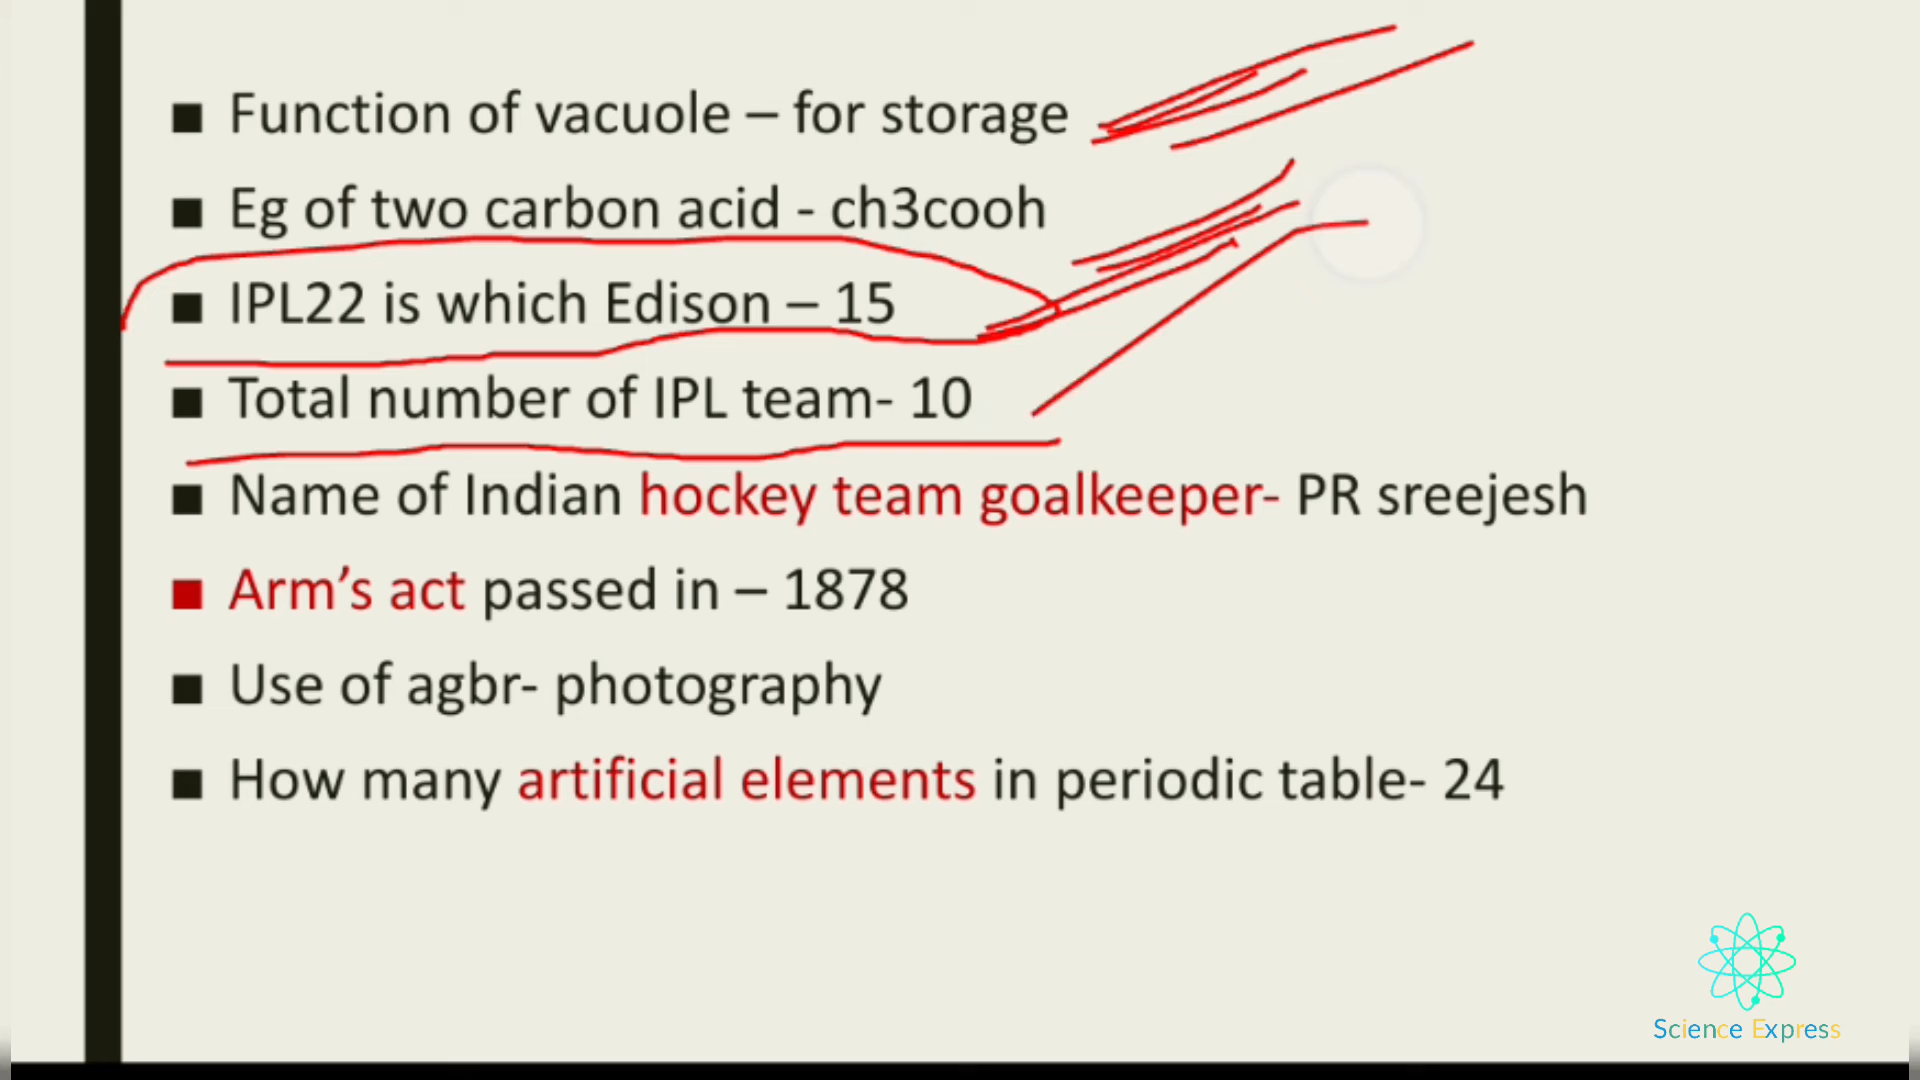 Function of vacuole – for storage
Eg of two carbon acid - ch3cooh
IPL22 is which Edison – 15
Total number of IPL team- 10
Name of Indian hockey team goalkeeper- PR sreejesh
Arm’s act passed in – 1878
Use of agbr- photography
How many artificial elements in periodic table- 24
Science Express